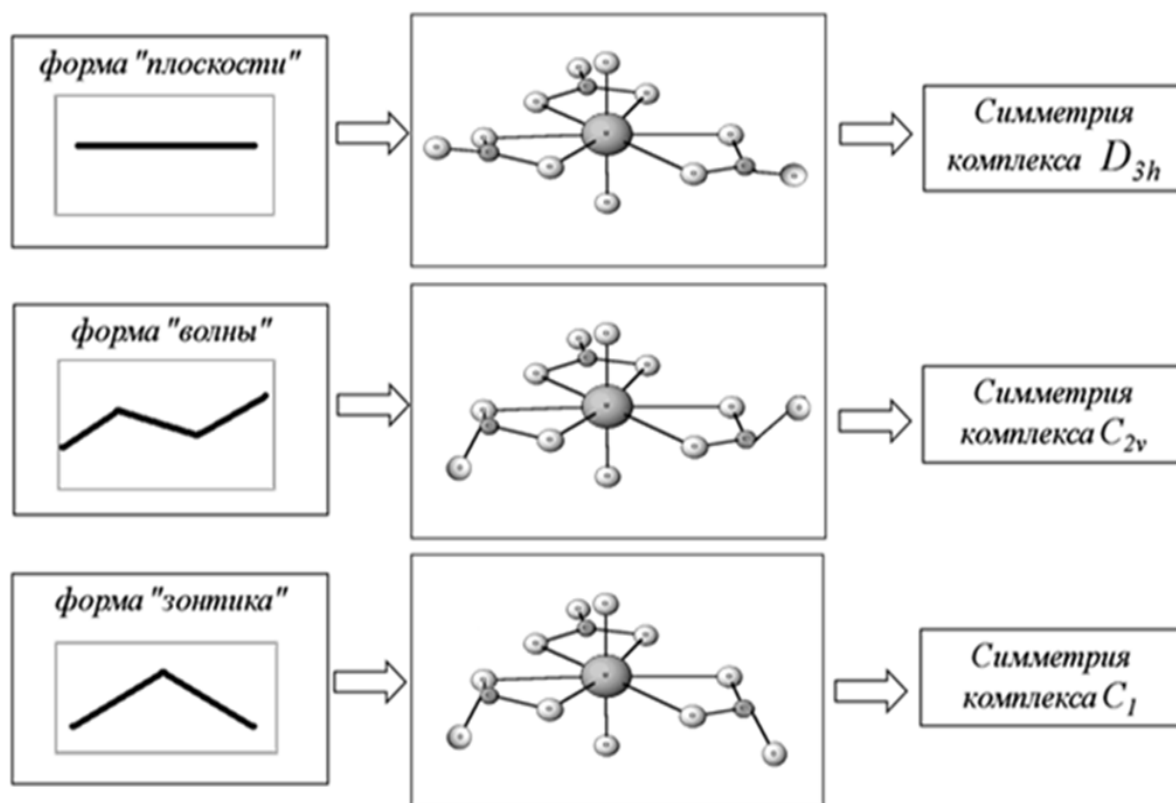 форма "плоскости"
Симметрия
комплекса D3h
форма "волны"
Симметрия
комплекса C2v
форма "зонтика"
Симметрия
комплекса C1